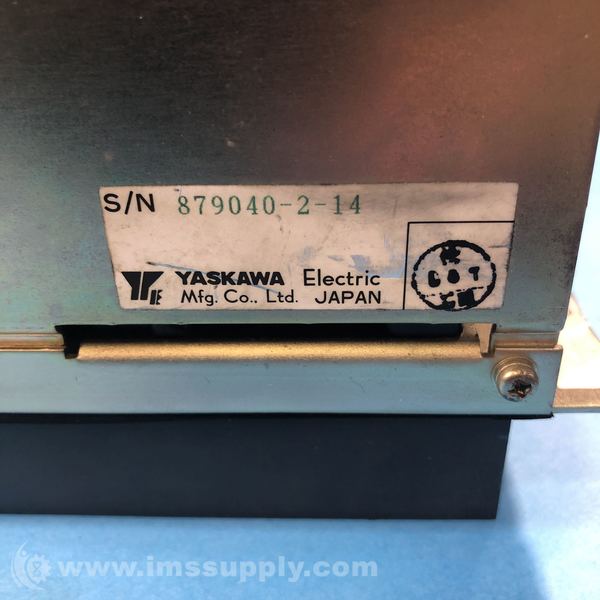 S/N 879040-2-14
YASKAWA Electric
Mfg. Co., Ltd. JAPAN
www.imssupply.com